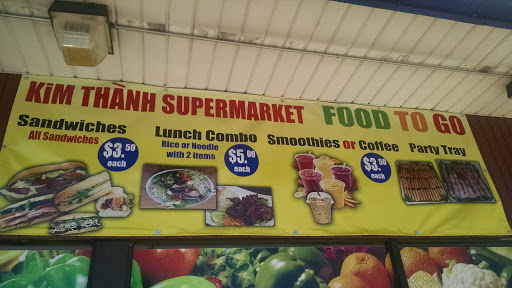 KiM THÀNH SUPERMARKET FOOD TO GO
Sandwiches
All Sandwiches
$3.50
each
Lunch Combo
Rice or Noodle
with 2 items
$5.00
each
Smoothies or Coffee
$3.50
each
Party Tray